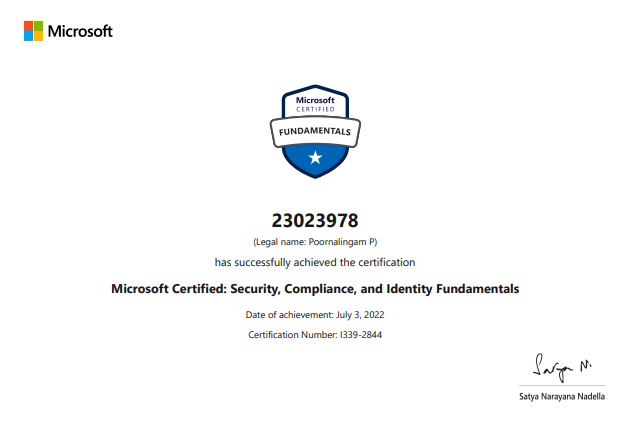 Microsoft
Microsoft
CERTIFIED
FUNDAMENTALS
23023978
(Legal name: Poornalingam P)
has successfully achieved the certification
Microsoft Certified: Security, Compliance, and Identity Fundamentals
Date of achievement: July 3, 2022
Certification Number: I339-2844
Satya N.
Satya Narayana Nadella